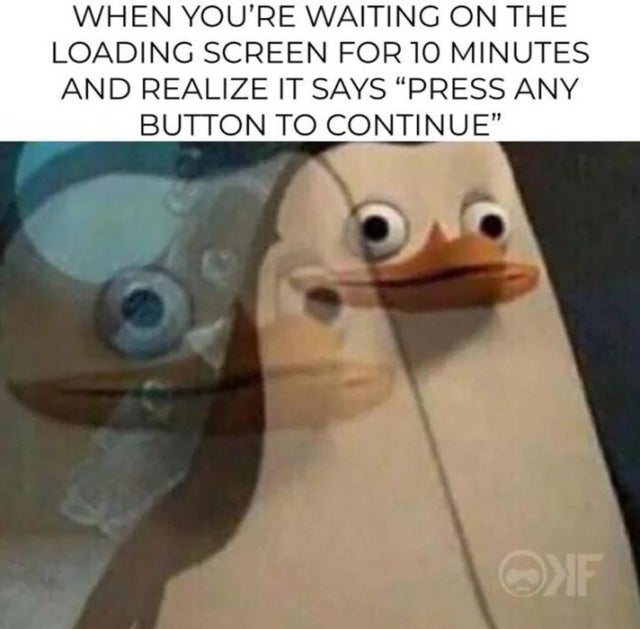 WHEN YOU’RE WAITING ON THE
LOADING SCREEN FOR 10 MINUTES
AND REALIZE IT SAYS “PRESS ANY
BUTTON TO CONTINUE”
KF